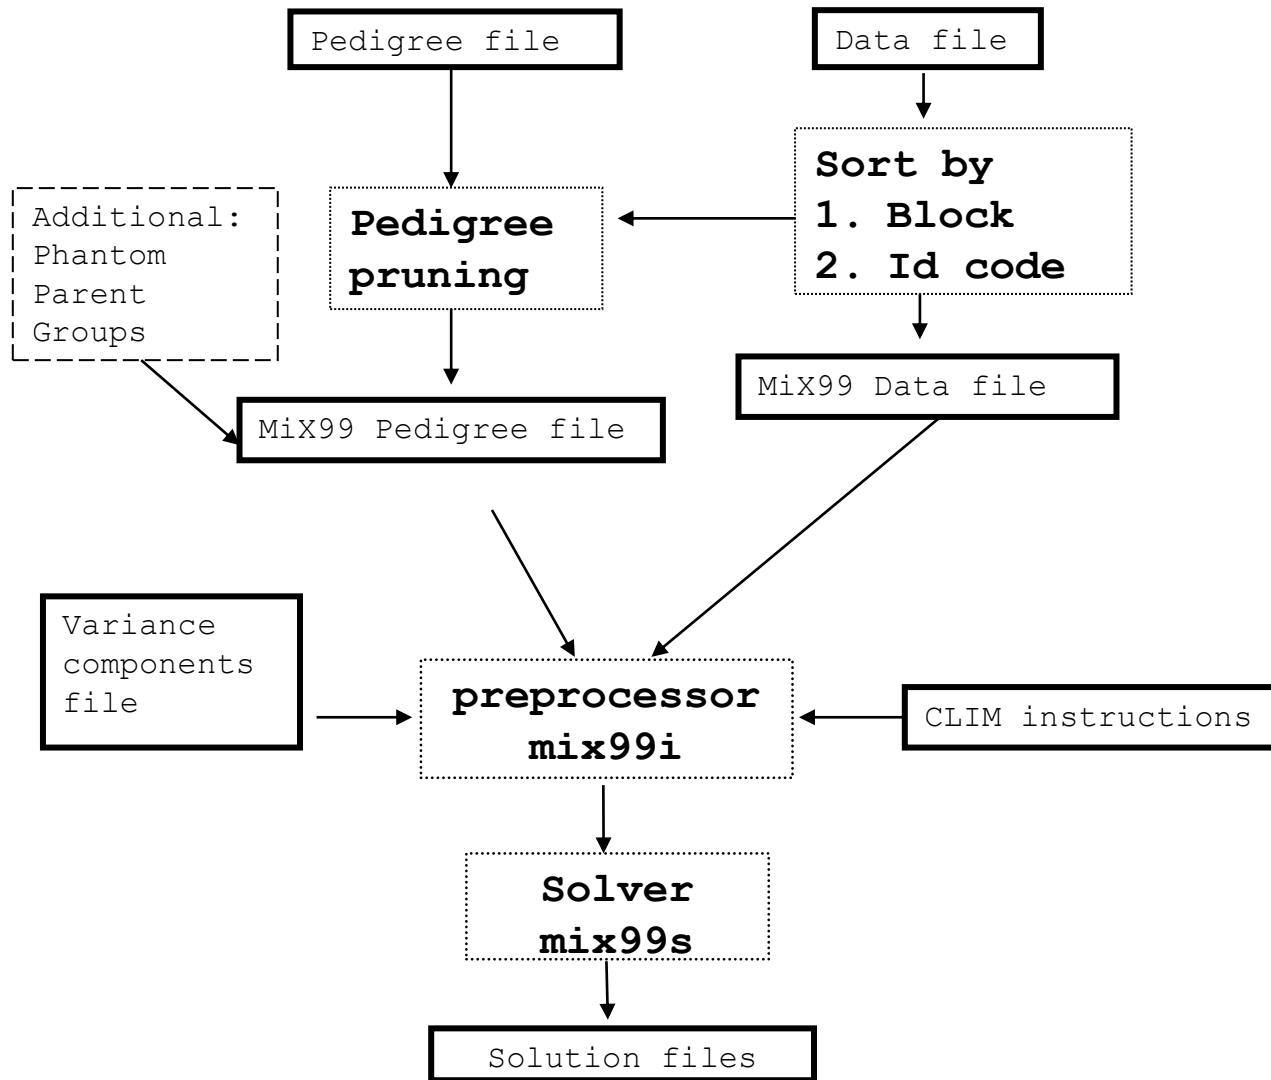 Pedigree file
Data file
Sort by
1. Block
2. Id code
Additional:
Phantom
Parent
Groups
Pedigree
pruning
MiX99 Data file
MiX99 Pedigree file
Variance
components
file
preprocessor
mix99i
CLIM instructions
Solver
mix99s
Solution files